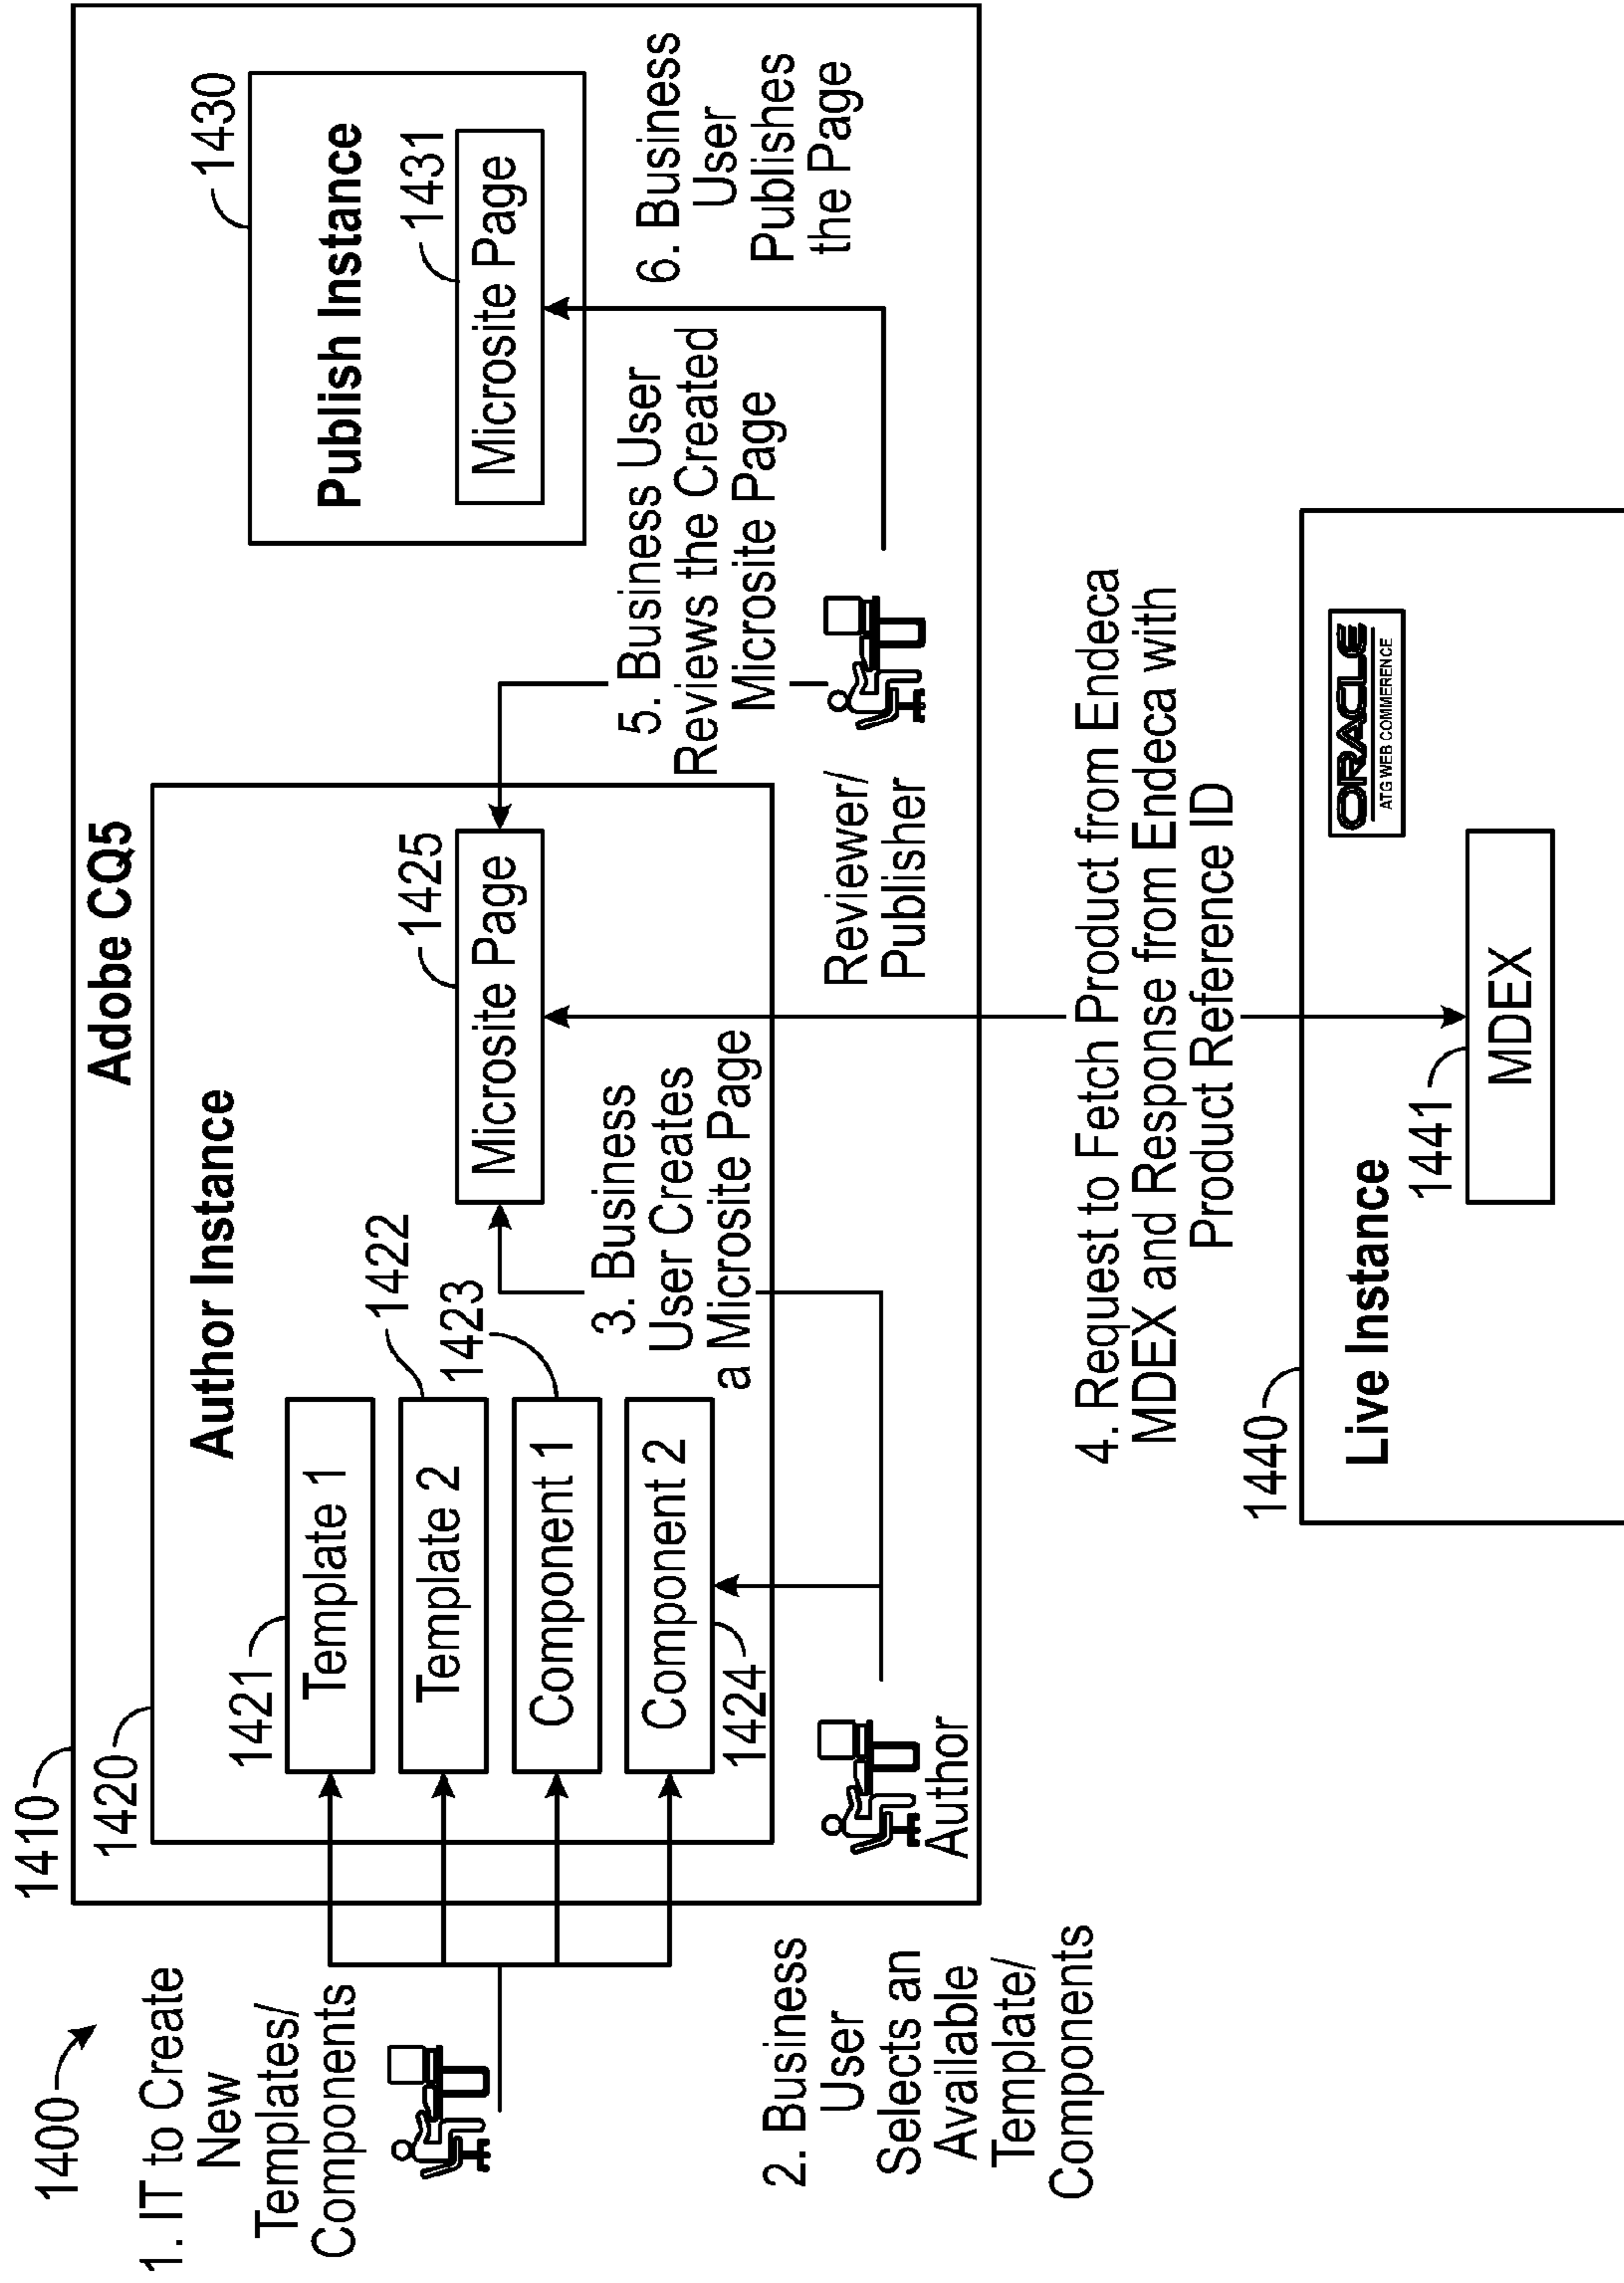 1400
1. IT to Create
New
Templates/
Components
2. Business
User
Selects an
Available
Template/
Components
1410
Adobe CQ5
1420
Author Instance
1421
Template 1
1422
Template 2
1423
Component 1
1424
Component 2
Author
3. Business
User Creates
a Microsite Page
1425
Microsite Page
Reviewer/
Publisher
5. Business User
Reviews the Created
Microsite Page
1430
Publish Instance
1431
Microsite Page
6. Business
User
Publishes
the Page
4. Request to Fetch Product from Endeca
MDEX and Response from Endeca with
Product Reference ID
1440
Live Instance
1441
MDEX
ORACLE
ATG WEB COMMERENCE